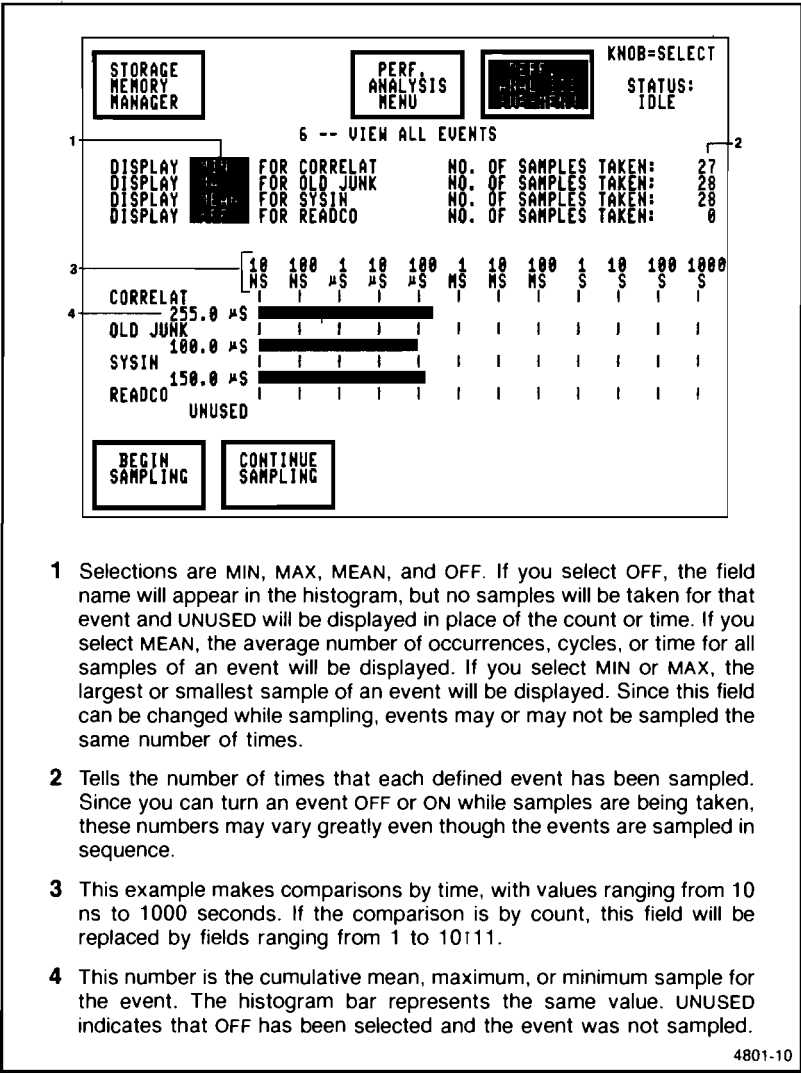 STORAGE MEMORY MANAGER
PERF. ANALYSIS MENU
KNOB=SELECT
STATUS:
IDLE
6 -- VIEW ALL EVENTS
1
2
DISPLAY FOR CORRELAT NO. OF SAMPLES TAKEN: 27
DISPLAY FOR OLD JUNK NO. OF SAMPLES TAKEN: 28
DISPLAY FOR SYSIN NO. OF SAMPLES TAKEN: 28
DISPLAY FOR READCO NO. OF SAMPLES TAKEN: 0
3
10 100 1 10 100 1 10 100 1 10 100 1000
NS NS µS µS µS MS MS MS S S S S
CORRELAT
4
255.0 µS
OLD JUNK
100.0 µS
SYSIN
150.0 µS
READCO
UNUSED
BEGIN SAMPLING
CONTINUE SAMPLING
1 Selections are MIN, MAX, MEAN, and OFF. If you select OFF, the field
name will appear in the histogram, but no samples will be taken for that
event and UNUSED will be displayed in place of the count or time. If you
select MEAN, the average number of occurrences, cycles, or time for all
samples of an event will be displayed. If you select MIN or MAX, the
largest or smallest sample of an event will be displayed. Since this field
can be changed while sampling, events may or may not be sampled the
same number of times.
2 Tells the number of times that each defined event has been sampled.
Since you can turn an event OFF or ON while samples are being taken,
these numbers may vary greatly even though the events are sampled in
sequence.
3 This example makes comparisons by time, with values ranging from 10
ns to 1000 seconds. If the comparison is by count, this field will be
replaced by fields ranging from 1 to 10↑11.
4 This number is the cumulative mean, maximum, or minimum sample for
the event. The histogram bar represents the same value. UNUSED
indicates that OFF has been selected and the event was not sampled.
4801-10